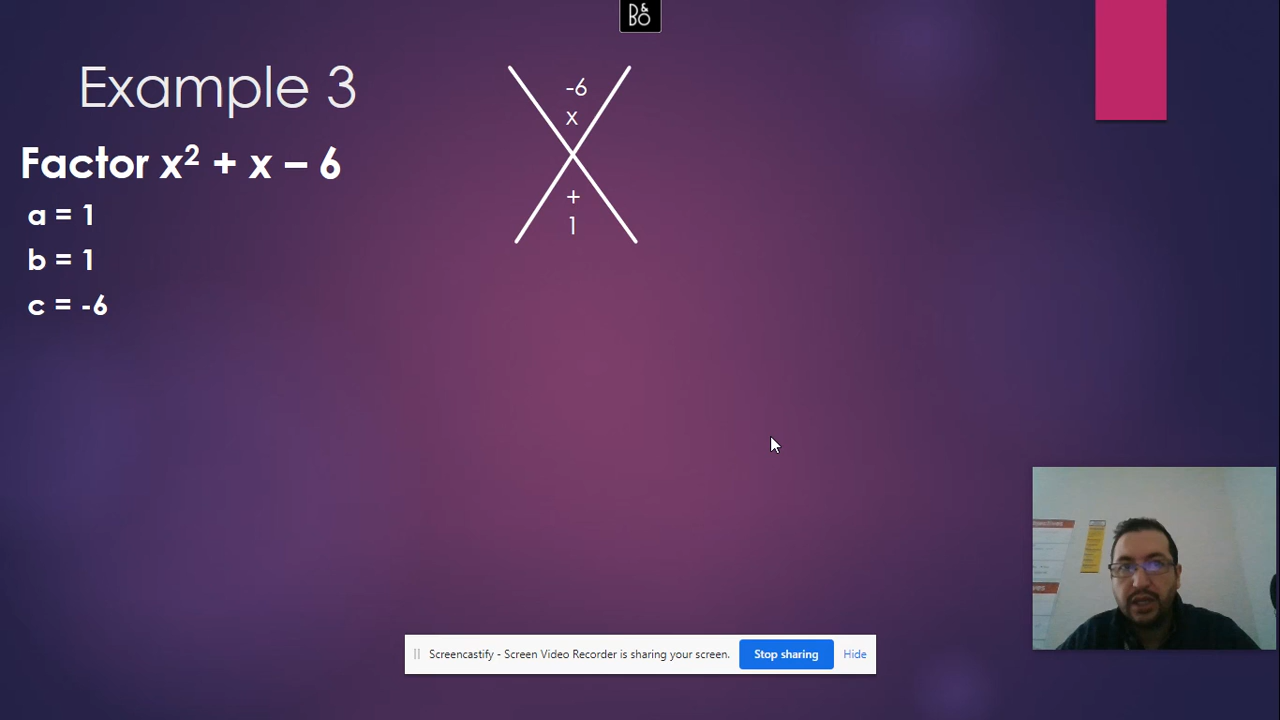 B&O
Example 3
Factor x² + x – 6
a = 1
b = 1
c = -6
-6
x
+
1
Screencastify - Screen Video Recorder is sharing your screen.
Stop sharing
Hide